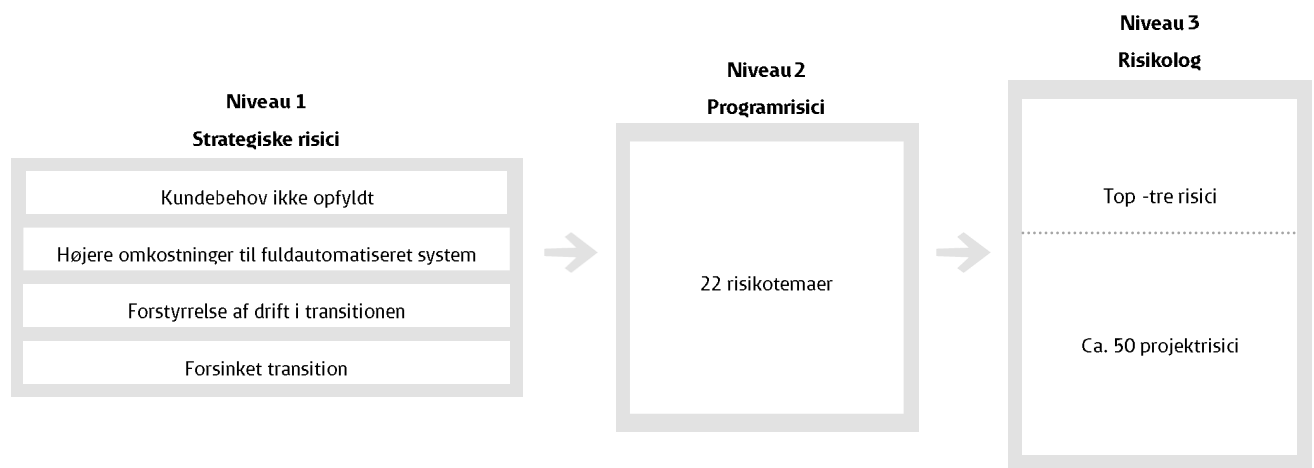 Niveau 1
Strategiske risici
Kundebehov ikke opfyldt
Højere omkostninger til fuldautomatiseret system
Forstyrrelse af drift i transitionen
Forsinket transition
Niveau 2
Programrisici
22 risikotemaer
Niveau 3
Risikolog
Top -tre risici
Ca. 50 projektrisici